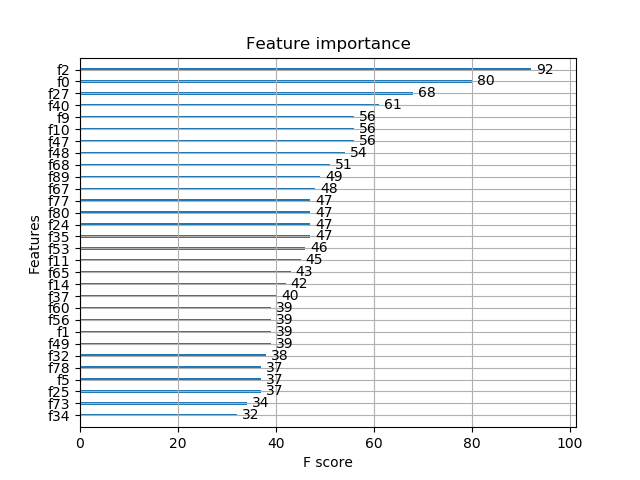 Feature importance
f2 92
f0 80
f27 68
f40 61
f9 56
f10 56
f47 56
f48 54
f68 51
f89 49
f67 48
f77 47
f80 47
f24 47
f35 47
f53 46
f11 45
f65 43
f14 42
f37 40
f60 39
f56 39
f1 39
f49 39
f32 38
f78 37
f5 37
f25 37
f73 34
f34 32
Features
0 20 40 60 80 100
F score